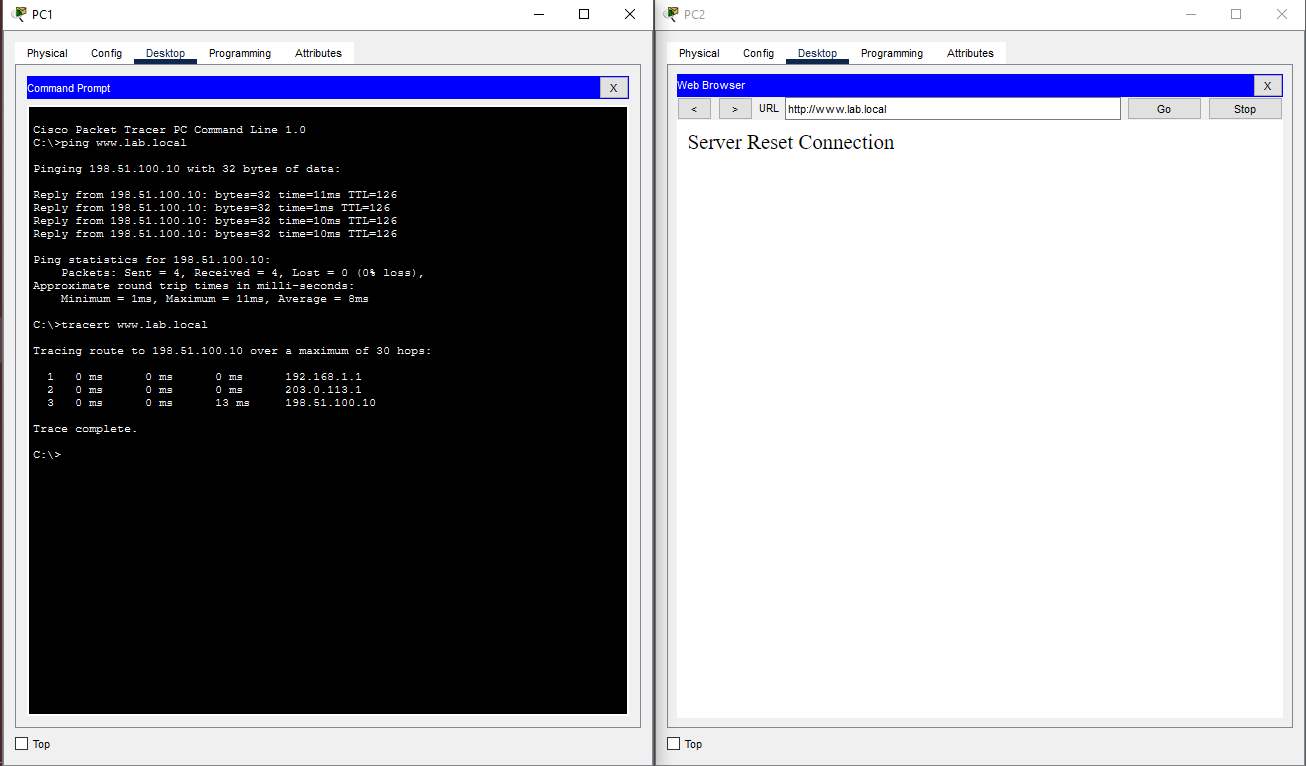 PC1
Physical Config Desktop Programming Attributes
Command Prompt X
Cisco Packet Tracer PC Command Line 1.0
C:\>ping www.lab.local
Pinging 198.51.100.10 with 32 bytes of data:
Reply from 198.51.100.10: bytes=32 time=11ms TTL=126
Reply from 198.51.100.10: bytes=32 time=1ms TTL=126
Reply from 198.51.100.10: bytes=32 time=10ms TTL=126
Reply from 198.51.100.10: bytes=32 time=10ms TTL=126
Ping statistics for 198.51.100.10:
Packets: Sent = 4, Received = 4, Lost = 0 (0% loss),
Approximate round trip times in milli-seconds:
Minimum = 1ms, Maximum = 11ms, Average = 8ms
C:\>tracert www.lab.local
Tracing route to 198.51.100.10 over a maximum of 30 hops:
1 0 ms 0 ms 0 ms 192.168.1.1
2 0 ms 0 ms 0 ms 203.0.113.1
3 0 ms 0 ms 13 ms 198.51.100.10
Trace complete.
C:\>
Top
PC2
Physical Config Desktop Programming Attributes
Web Browser X
< > URL http://www.lab.local Go Stop
Server Reset Connection
Top